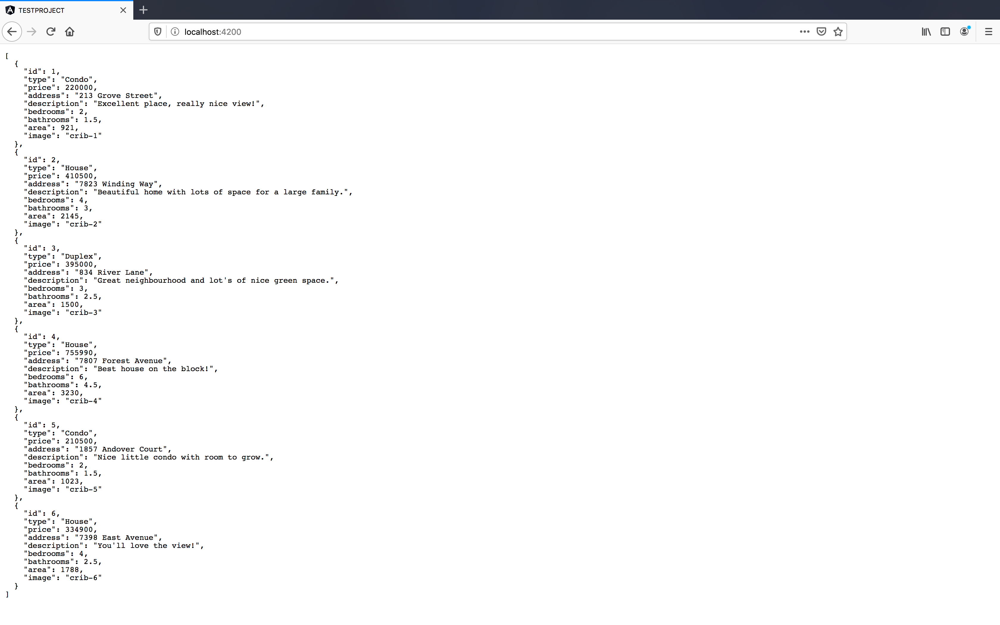 TESTPROJECT
localhost:4200
[
  {
    "id": 1,
    "type": "Condo",
    "price": 220000,
    "address": "213 Grove Street",
    "description": "Excellent place, really nice view!",
    "bedrooms": 2,
    "bathrooms": 1.5,
    "area": 921,
    "image": "crib-1"
  },
  {
    "id": 2,
    "type": "House",
    "price": 410500,
    "address": "7823 Winding Way",
    "description": "Beautiful home with lots of space for a large family.",
    "bedrooms": 4,
    "bathrooms": 3,
    "area": 2145,
    "image": "crib-2"
  },
  {
    "id": 3,
    "type": "Duplex",
    "price": 395000,
    "address": "834 River Lane",
    "description": "Great neighbourhood and lot's of nice green space.",
    "bedrooms": 3,
    "bathrooms": 2.5,
    "area": 1500,
    "image": "crib-3"
  },
  {
    "id": 4,
    "type": "House",
    "price": 755990,
    "address": "7807 Forest Avenue",
    "description": "Best house on the block!",
    "bedrooms": 6,
    "bathrooms": 4.5,
    "area": 3230,
    "image": "crib-4"
  },
  {
    "id": 5,
    "type": "Condo",
    "price": 210500,
    "address": "1857 Andover Court",
    "description": "Nice little condo with room to grow.",
    "bedrooms": 2,
    "bathrooms": 1.5,
    "area": 1023,
    "image": "crib-5"
  },
  {
    "id": 6,
    "type": "House",
    "price": 334900,
    "address": "7398 East Avenue",
    "description": "You'll love the view!",
    "bedrooms": 4,
    "bathrooms": 2.5,
    "area": 1788,
    "image": "crib-6"
  }
]